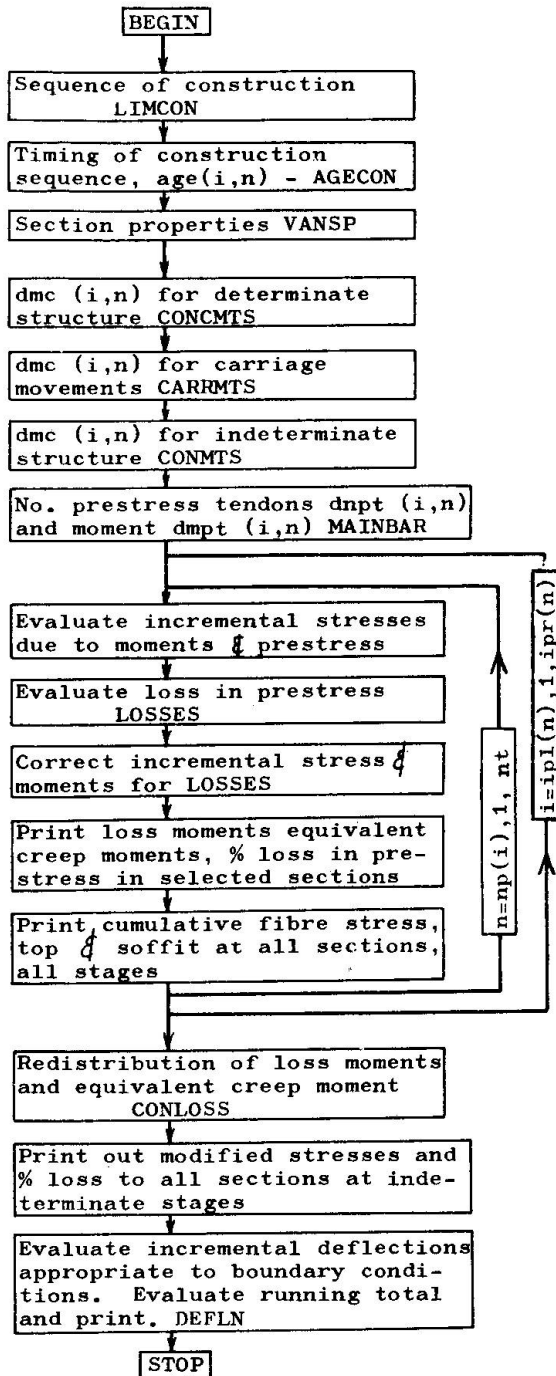 BEGIN
Sequence of construction
LIMCON
Timing of construction
sequence, age(i,n) - AGECON
Section properties VANSP
dmc (i,n) for determinate
structure CONCMTS
dmc (i,n) for carriage
movements CARRMTS
dmc (i,n) for indeterminate
structure CONMTS
No. prestress tendons dnpt (i,n)
and moment dmpt (i,n) MAINBAR
Evaluate incremental stresses
due to moments & prestress
Evaluate loss in prestress
LOSSES
Correct incremental stress &
moments for LOSSES
Print loss moments equivalent
creep moments, % loss in pre-
stress in selected sections
Print cumulative fibre stress,
top & soffit at all sections,
all stages
n=np(i),1, nt
i=ipl(n),1,ipr(n)
Redistribution of loss moments
and equivalent creep moment
CONLOSS
Print out modified stresses and
% loss to all sections at inde-
terminate stages
Evaluate incremental deflections
appropriate to boundary condi-
tions. Evaluate running total
and print. DEFLN
STOP